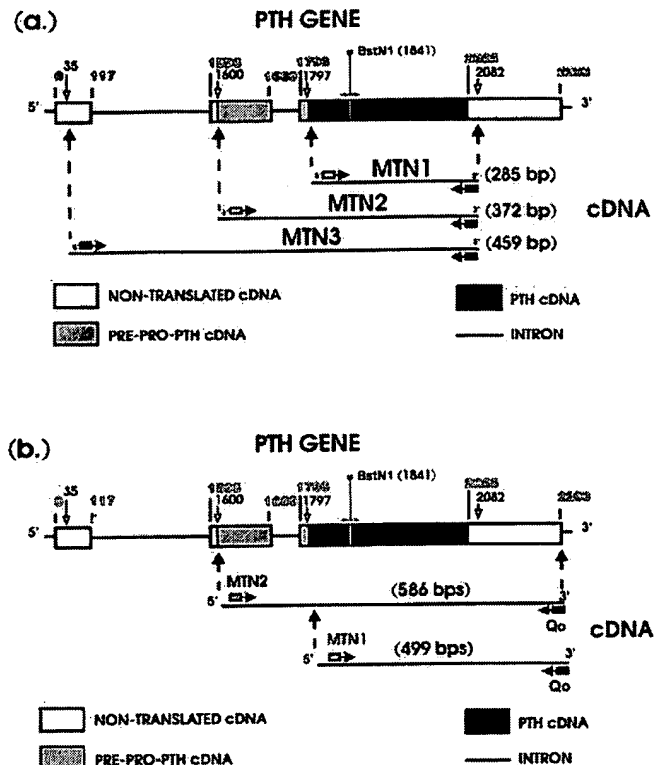 (a.)
PTH GENE
35
117
1600
1797
BstN1 (1841)
2082
5'
3'
MTN1
(285 bp)
MTN2
(372 bp)
cDNA
MTN3
(459 bp)
NON-TRANSLATED cDNA
PTH cDNA
PRE-PRO-PTH cDNA
INTRON
(b.)
PTH GENE
35
117
1600
1797
BstN1 (1841)
2082
5'
3'
MTN2
(586 bps)
3'
5'
Qo
cDNA
MTN1
(499 bps)
3'
5'
Qo
NON-TRANSLATED cDNA
PTH cDNA
PRE-PRO-PTH cDNA
INTRON